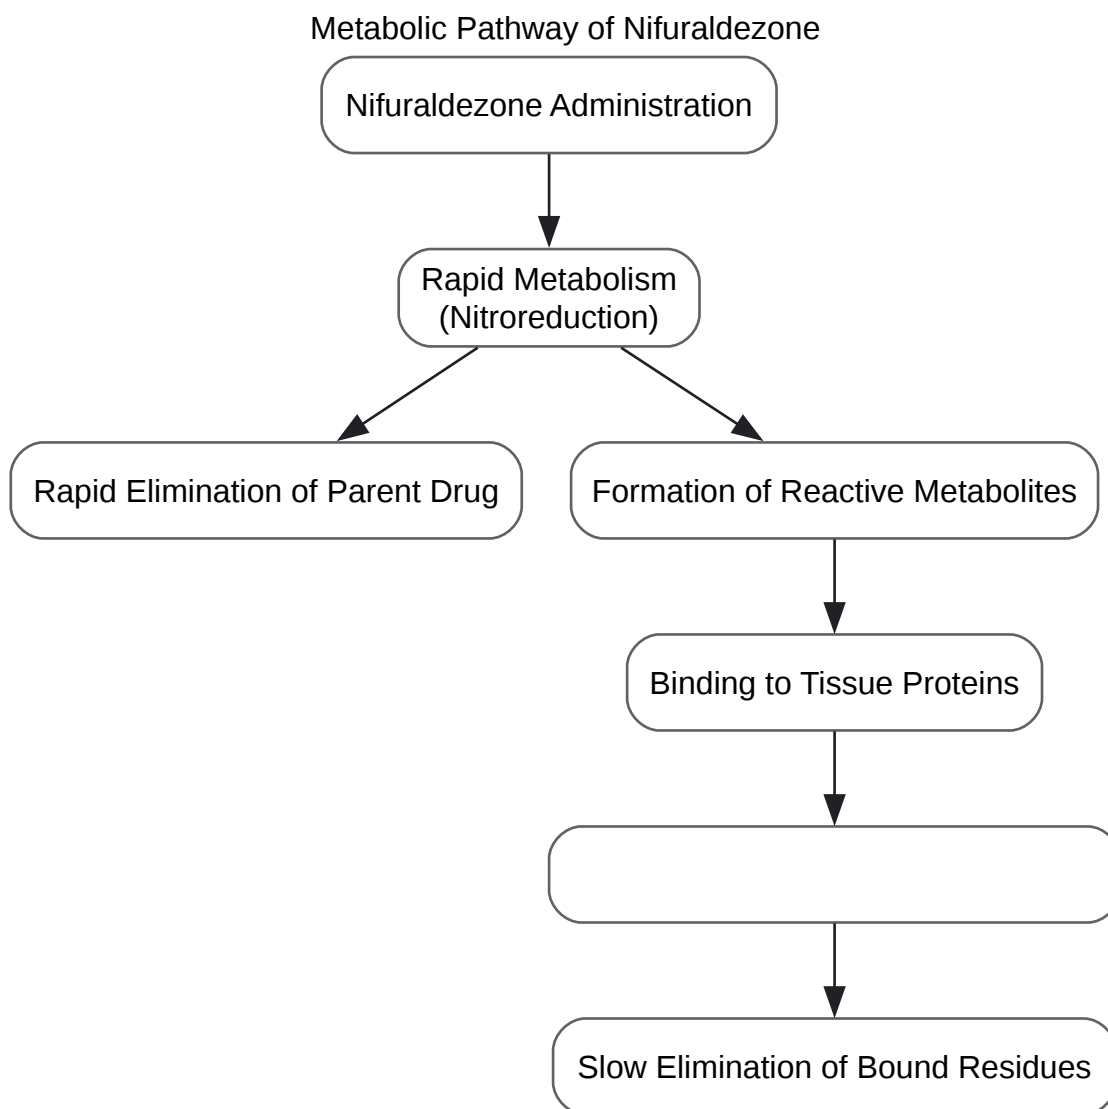 Metabolic Pathway of Nifuraldezone
Nifuraldezone Administration
Rapid Metabolism
(Nitroreduction)
Rapid Elimination of Parent Drug
Formation of Reactive Metabolites
Binding to Tissue Proteins
Slow Elimination of Bound Residues